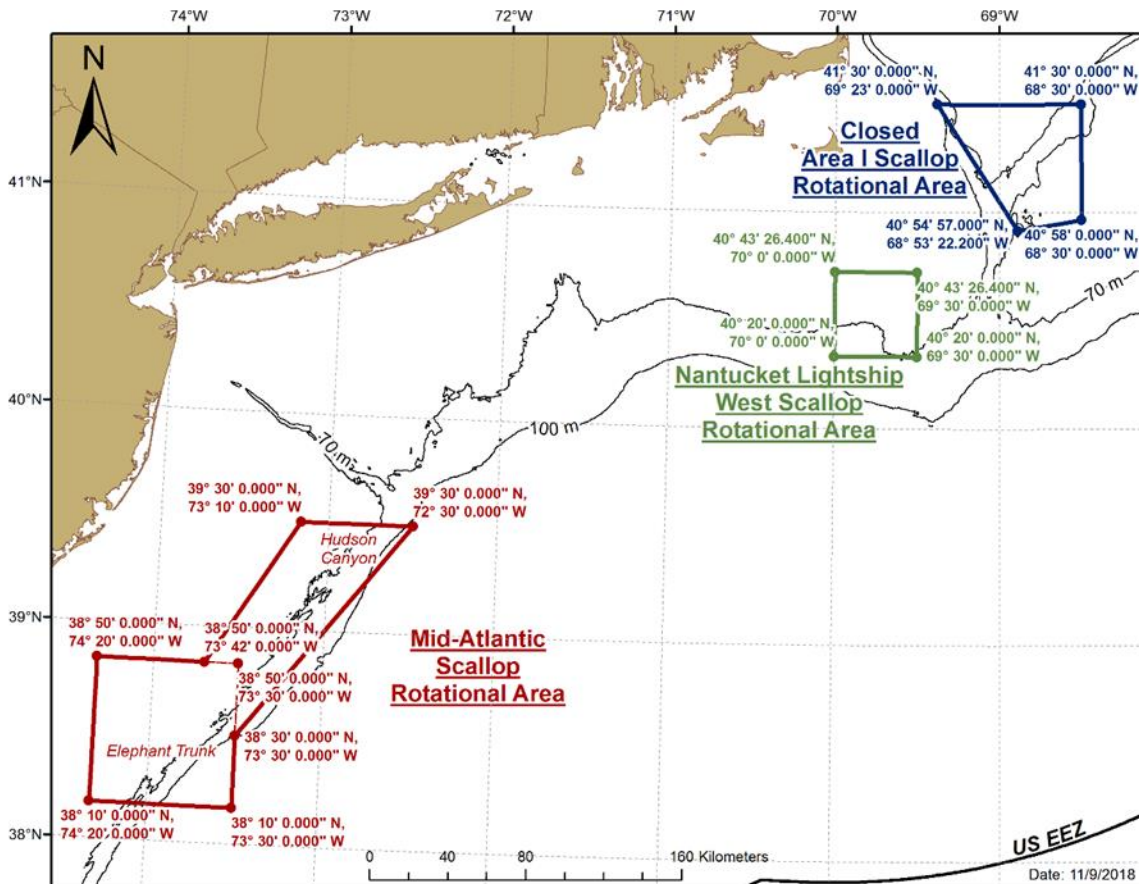 74°W
73°W
72°W
71°W
70°W
69°W
N
41°N
40°N
39°N
38°N
41° 30' 0.000" N,
69° 23' 0.000" W
41° 30' 0.000" N,
68° 30' 0.000" W
Closed
Area I Scallop
Rotational Area
40° 54' 57.000" N,
68° 53' 22.200" W
40° 58' 0.000" N,
68° 30' 0.000" W
40° 43' 26.400" N,
70° 0' 0.000" W
40° 43' 26.400" N,
69° 30' 0.000" W
40° 20' 0.000" N,
70° 0' 0.000" W
40° 20' 0.000" N,
69° 30' 0.000" W
70 m
Nantucket Lightship
West Scallop
Rotational Area
100 m
70 m
39° 30' 0.000" N,
73° 10' 0.000" W
39° 30' 0.000" N,
72° 30' 0.000" W
Hudson
Canyon
38° 50' 0.000" N,
74° 20' 0.000" W
38° 50' 0.000" N,
73° 42' 0.000" W
38° 50' 0.000" N,
73° 30' 0.000" W
Mid-Atlantic
Scallop
Rotational Area
Elephant Trunk
38° 30' 0.000" N,
73° 30' 0.000" W
38° 10' 0.000" N,
74° 20' 0.000" W
38° 10' 0.000" N,
73° 30' 0.000" W
0 40 80 160 Kilometers
US EEZ
Date: 11/9/2018